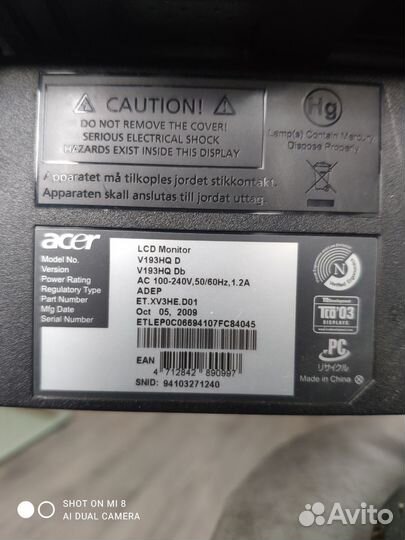 CAUTION!
DO NOT REMOVE THE COVER!
SERIOUS ELECTRICAL SHOCK
HAZARDS EXIST INSIDE THIS DISPLAY
Hg
Lamp(s) Contain Mercury,
Dispose Properly
Apparatet må tilkoples jordet stikkontakt.
Apparaten skall anslutas till jordat uttag
acer
LCD Monitor
Model No. V193HQ D
Version V193HQ Db
Power Rating AC 100-240V,50/60Hz,1.2A
Regulatory Type ADEP
Part Number ET.XV3HE.D01
Mfg Date Oct 05, 2009
Serial Number ETLEP0C06694107FC84045
EAN
4 712842 890997
SNID: 94103271240
N
TCO'03
DISPLAYS
PC
リサイクル
Made in China
SHOT ON MI 8
AI DUAL CAMERA
Avito